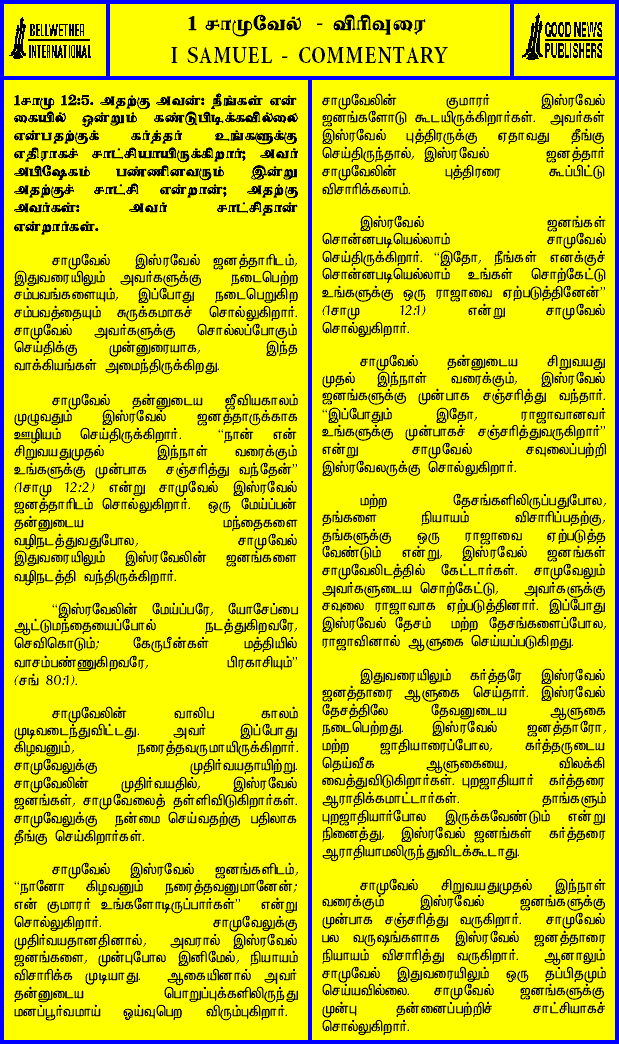 BELLWETHER
INTERNATIONAL
1 சாமுவேல் - விரிவுரை
I SAMUEL - COMMENTARY
GOOD NEWS
PUBLISHERS
1சாமு 12:5. அதற்கு அவன்: நீங்கள் என்
கையில் ஒன்றும் கண்டுபிடிக்கவில்லை
என்பதற்குக் கர்த்தர் உங்களுக்கு
எதிராகச் சாட்சியாயிருக்கிறார்; அவர்
அபிஷேகம் பண்ணினவரும் இன்று
அதற்குச் சாட்சி என்றான்; அதற்கு
அவர்கள்: அவர் சாட்சிதான்
என்றார்கள்.
சாமுவேல் இஸ்ரவேல் ஜனத்தாரிடம்,
இதுவரையிலும் அவர்களுக்கு நடைபெற்ற
சம்பவங்களையும், இப்போது நடைபெறுகிற
சம்பவத்தையும் சுருக்கமாகச் சொல்லுகிறார்.
சாமுவேல் அவர்களுக்கு சொல்லப்போகும்
செய்திக்கு முன்னுரையாக, இந்த
வாக்கியங்கள் அமைந்திருக்கிறது.
சாமுவேல் தன்னுடைய ஜீவியகாலம்
முழுவதும் இஸ்ரவேல் ஜனத்தாருக்காக
ஊழியம் செய்திருக்கிறார். “நான் என்
சிறுவயதுமுதல் இந்நாள் வரைக்கும்
உங்களுக்கு முன்பாக சஞ்சரித்து வந்தேன்”
(1சாமு 12:2) என்று சாமுவேல் இஸ்ரவேல்
ஜனத்தாரிடம் சொல்லுகிறார். ஒரு மேய்ப்பன்
தன்னுடைய மந்தைகளை
வழிநடத்துவதுபோல, சாமுவேல்
இதுவரையிலும் இஸ்ரவேலின் ஜனங்களை
வழிநடத்தி வந்திருக்கிறார்.
“இஸ்ரவேலின் மேய்ப்பரே, யோசேப்பை
ஆட்டுமந்தையைப்போல் நடத்துகிறவரே,
செவிகொடும்; கேருபீன்கள் மத்தியில்
வாசம்பண்ணுகிறவரே, பிரகாசியும்”
(சங் 80:1).
சாமுவேலின் வாலிப காலம்
முடிவடைந்துவிட்டது. அவர் இப்போது
கிழவனும், நரைத்தவருமாயிருக்கிறார்.
சாமுவேலுக்கு முதிர்வயதாயிற்று.
சாமுவேலின் முதிர்வயதில், இஸ்ரவேல்
ஜனங்கள், சாமுவேலைத் தள்ளிவிடுகிறார்கள்.
சாமுவேலுக்கு நன்மை செய்வதற்கு பதிலாக
தீங்கு செய்கிறார்கள்.
சாமுவேல் இஸ்ரவேல் ஜனங்களிடம்,
“நானோ கிழவனும் நரைத்தவனுமானேன்;
என் குமாரர் உங்களோடிருப்பார்கள்” என்று
சொல்லுகிறார். சாமுவேலுக்கு
முதிர்வயதானதினால், அவரால் இஸ்ரவேல்
ஜனங்களை, முன்புபோல இனிமேல், நியாயம்
விசாரிக்க முடியாது. ஆகையினால் அவர்
தன்னுடைய பொறுப்புக்களிலிருந்து
மனப்பூர்வமாய் ஓய்வுபெற விரும்புகிறார்.
சாமுவேலின் குமாரர் இஸ்ரவேல்
ஜனங்களோடு கூடயிருக்கிறார்கள். அவர்கள்
இஸ்ரவேல் புத்திரருக்கு ஏதாவது தீங்கு
செய்திருந்தால், இஸ்ரவேல் ஜனத்தார்
சாமுவேலின் புத்திரரை கூப்பிட்டு
விசாரிக்கலாம்.
இஸ்ரவேல் ஜனங்கள்
சொன்னபடியெல்லாம் சாமுவேல்
செய்திருக்கிறார். “இதோ, நீங்கள் எனக்குச்
சொன்னபடியெல்லாம் உங்கள் சொற்கேட்டு
உங்களுக்கு ஒரு ராஜாவை ஏற்படுத்தினேன்”
(1சாமு 12:1) என்று சாமுவேல்
சொல்லுகிறார்.
சாமுவேல் தன்னுடைய சிறுவயது
முதல் இந்நாள் வரைக்கும், இஸ்ரவேல்
ஜனங்களுக்கு முன்பாக சஞ்சரித்து வந்தார்.
“இப்போதும் இதோ, ராஜாவானவர்
உங்களுக்கு முன்பாகச் சஞ்சரித்துவருகிறார்”
என்று சாமுவேல் சவுலைப்பற்றி
இஸ்ரவேலருக்கு சொல்லுகிறார்.
மற்ற தேசங்களிலிருப்பதுபோல,
தங்களை நியாயம் விசாரிப்பதற்கு,
தங்களுக்கு ஒரு ராஜாவை ஏற்படுத்த
வேண்டும் என்று, இஸ்ரவேல் ஜனங்கள்
சாமுவேலிடத்தில் கேட்டார்கள். சாமுவேலும்
அவர்களுடைய சொற்கேட்டு, அவர்களுக்கு
சவுலை ராஜாவாக ஏற்படுத்தினார். இப்போது
இஸ்ரவேல் தேசம் மற்ற தேசங்களைப்போல,
ராஜாவினால் ஆளுகை செய்யப்படுகிறது.
இதுவரையிலும் கர்த்தரே இஸ்ரவேல்
ஜனத்தாரை ஆளுகை செய்தார். இஸ்ரவேல்
தேசத்திலே தேவனுடைய ஆளுகை
நடைபெற்றது. இஸ்ரவேல் ஜனத்தாரோ,
மற்ற ஜாதியாரைப்போல, கர்த்தருடைய
தெய்வீக ஆளுகையை, விலக்கி
வைத்துவிடுகிறார்கள். புறஜாதியார் கர்த்தரை
ஆராதிக்கமாட்டார்கள். தாங்களும்
புறஜாதியார்போல இருக்கவேண்டும் என்று
நினைத்து, இஸ்ரவேல் ஜனங்கள் கர்த்தரை
ஆராதியாமலிருந்துவிடக்கூடாது.
சாமுவேல் சிறுவயதுமுதல் இந்நாள்
வரைக்கும் இஸ்ரவேல் ஜனங்களுக்கு
முன்பாக சஞ்சரித்து வருகிறார். சாமுவேல்
பல வருஷங்களாக இஸ்ரவேல் ஜனத்தாரை
நியாயம் விசாரித்து வருகிறார். ஆனாலும்
சாமுவேல் இதுவரையிலும் ஒரு தப்பிதமும்
செய்யவில்லை. சாமுவேல் ஜனங்களுக்கு
முன்பு தன்னைப்பற்றிச் சாட்சியாகச்
சொல்லுகிறார்.